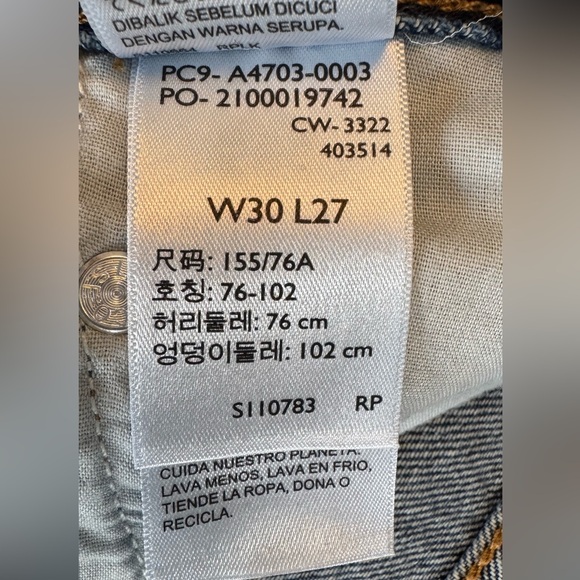 DIBALIK SEBELUM DICUCI
DENGAN WARNA SERUPA.
PC9- A4703-0003
PO- 2100019742
CW- 3322
403514
W30 L27
尺码: 155/76A
호칭: 76-102
허리둘레: 76 cm
엉덩이둘레: 102 cm
S110783 RP
CUIDA NUESTRO PLANETA.
LAVA MENOS, LAVA EN FRIO,
TIENDE LA ROPA, DONA O
RECICLA.